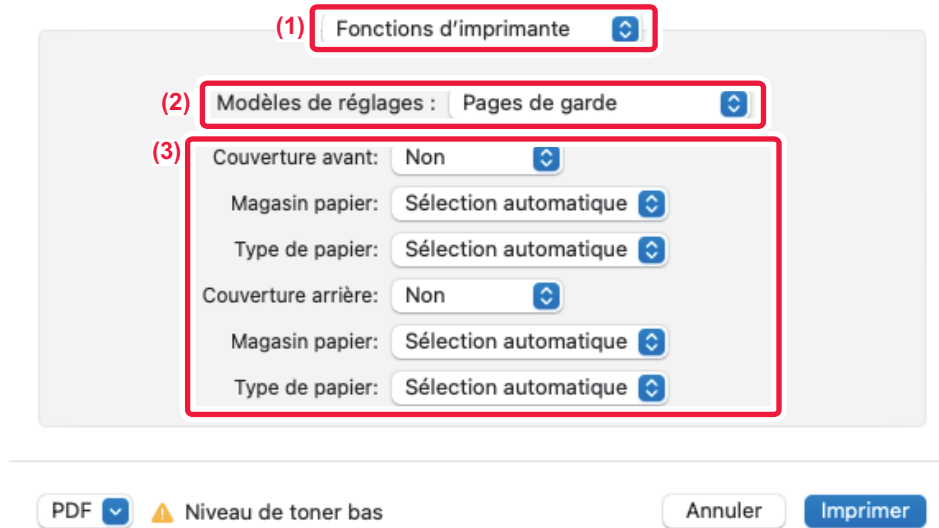 (1) Fonctions d'imprimante
(2) Modèles de réglages : Pages de garde
(3) Couverture avant: Non
Magasin papier: Sélection automatique
Type de papier: Sélection automatique
Couverture arrière: Non
Magasin papier: Sélection automatique
Type de papier: Sélection automatique
PDF Niveau de toner bas Annuler Imprimer